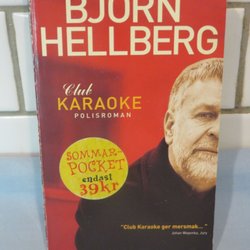 BJÖRN
HELLBERG
Club
KARAOKE
POLISROMAN
SOMMAR-
POCKET
endast
39kr
"Club Karaoke ger mersmak..."